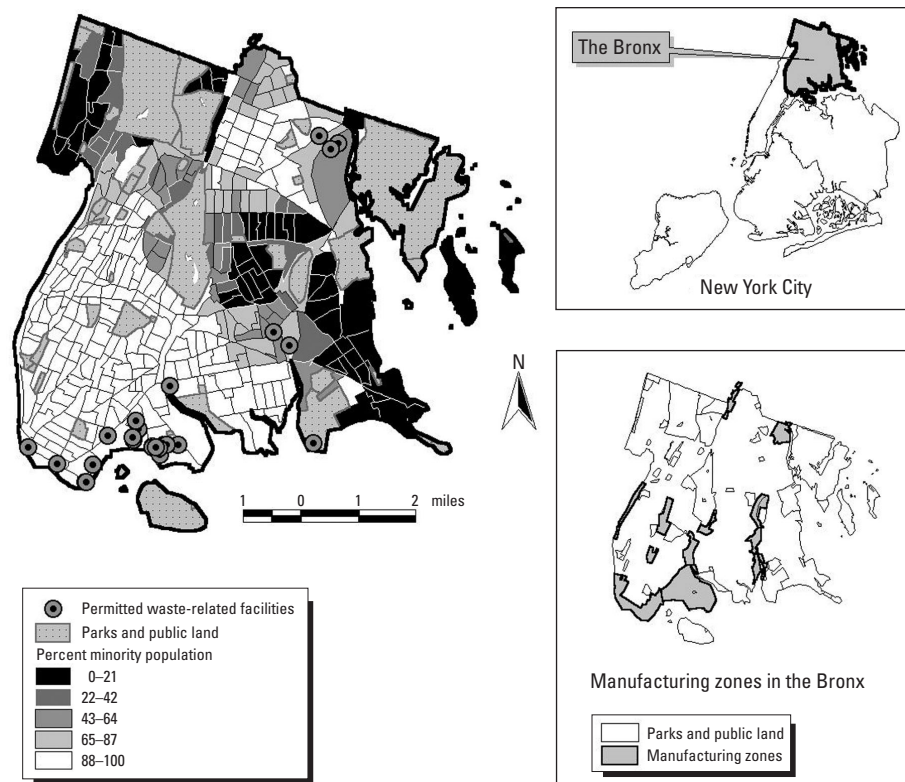 N
1 0 1 2 miles
Permitted waste-related facilities
Parks and public land
Percent minority population
0–21
22–42
43–64
65–87
88–100
The Bronx
New York City
Manufacturing zones in the Bronx
Parks and public land
Manufacturing zones